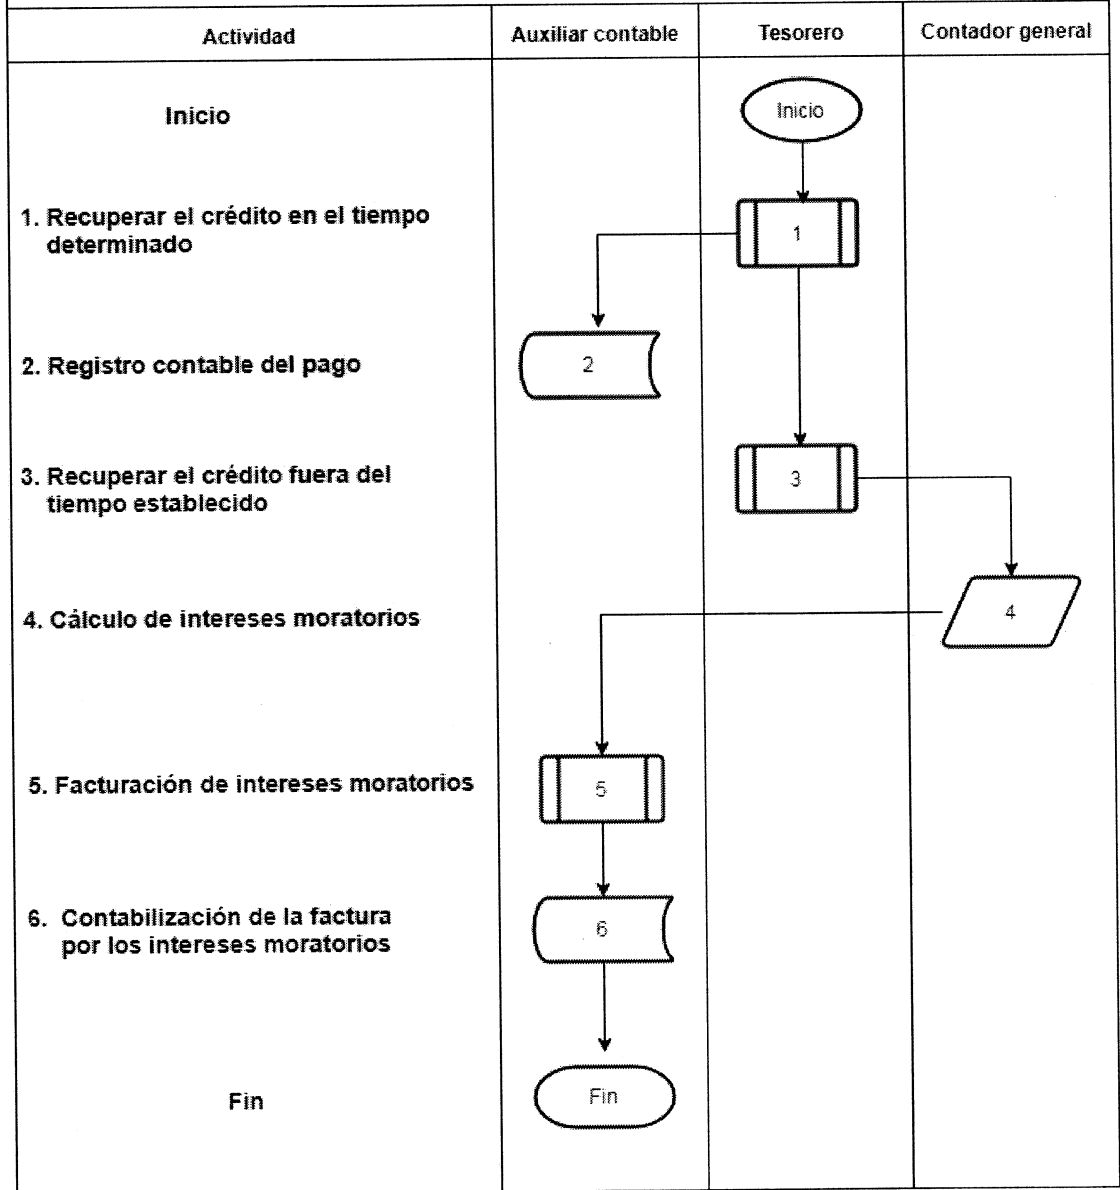 Actividad
Auxiliar contable
Tesorero
Contador general
Inicio
Inicio
1. Recuperar el crédito en el tiempo
determinado
1
2. Registro contable del pago
2
3. Recuperar el crédito fuera del
tiempo establecido
3
4. Cálculo de intereses moratorios
4
5. Facturación de intereses moratorios
5
6. Contabilización de la factura
por los intereses moratorios
6
Fin
Fin